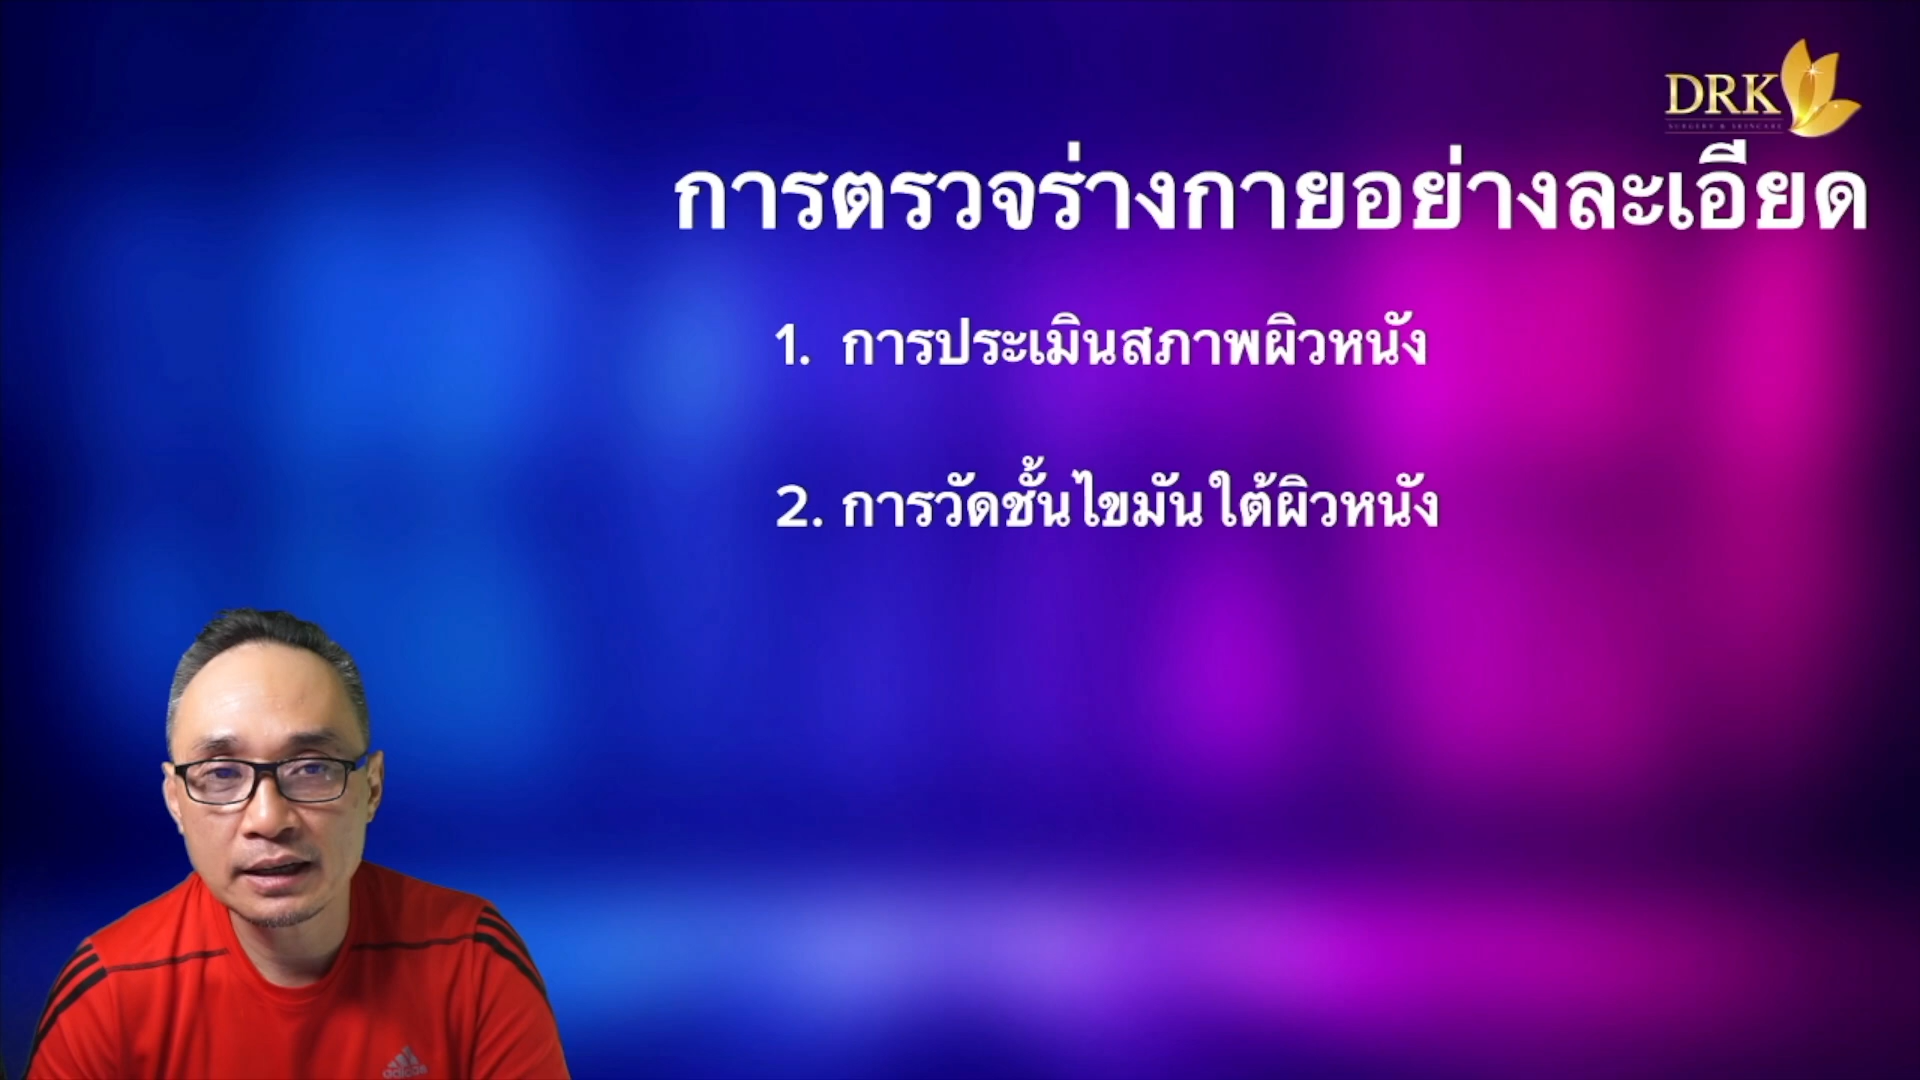 DRK
SURGERY & SKINCARE
การตรวจร่างกายอย่างละเอียด
1. การประเมินสภาพผิวหนัง
2. การวัดชั้นไขมันใต้ผิวหนัง
adidas